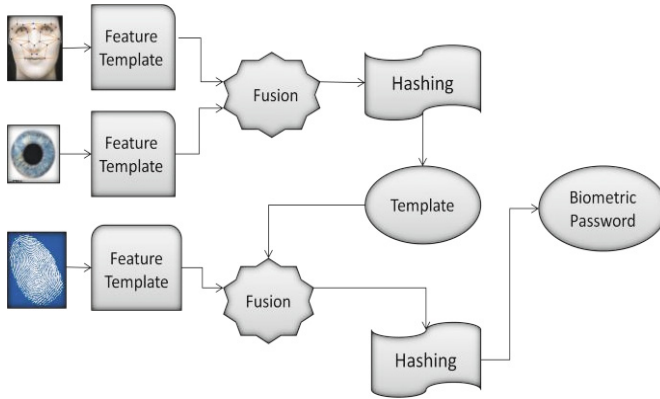 Feature
Template
Fusion
Hashing
Feature
Template
Template
Biometric
Password
Feature
Template
Fusion
Hashing